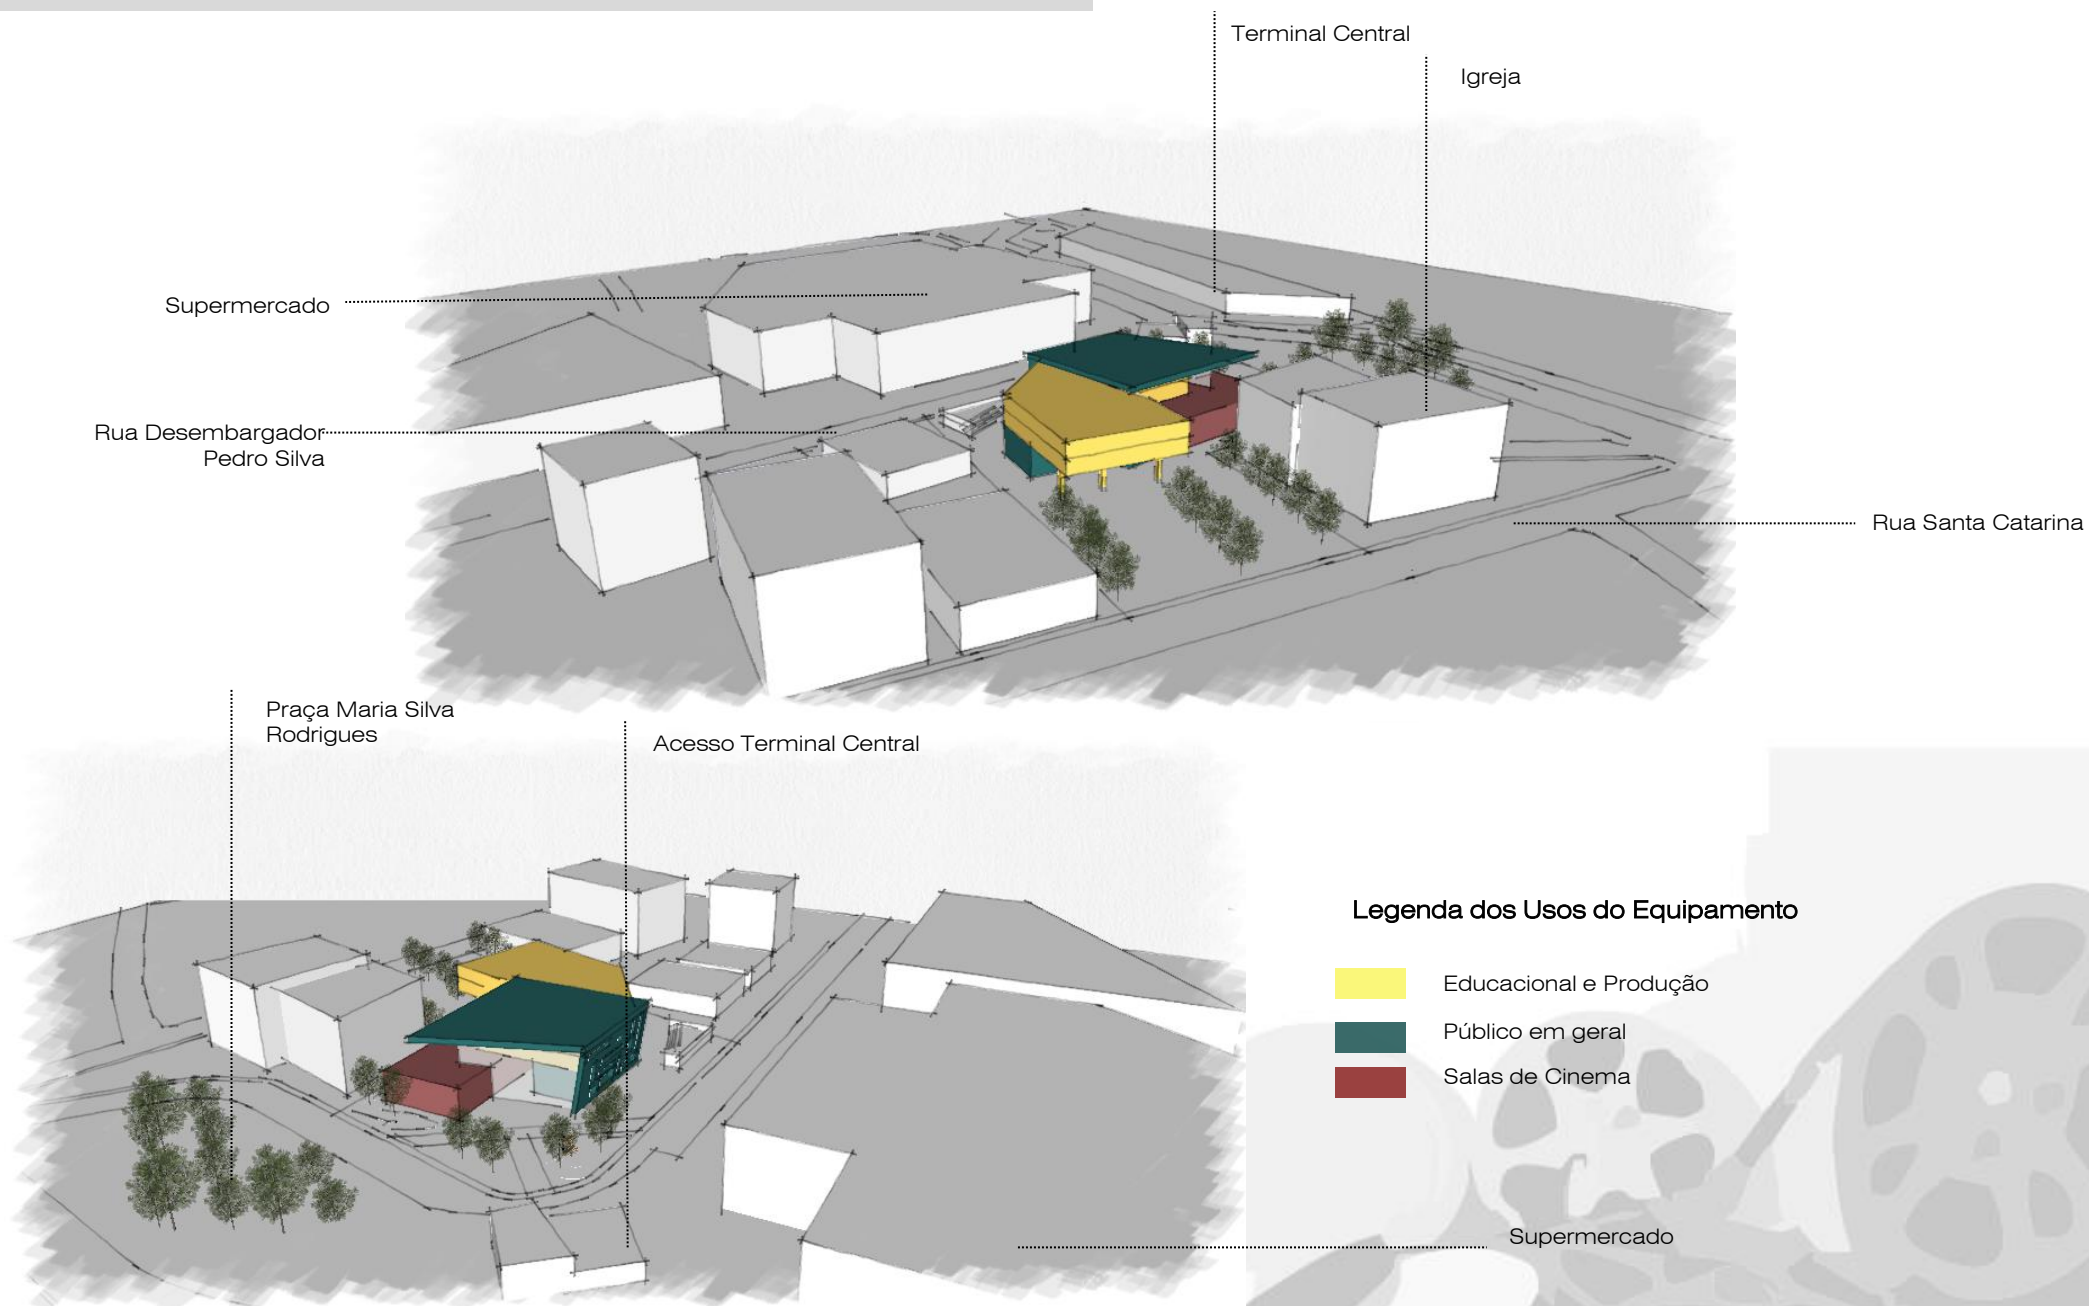 Terminal Central
Igreja
Supermercado
Rua Desembargador
Pedro Silva
Rua Santa Catarina
Praça Maria Silva
Rodrigues
Acesso Terminal Central
Legenda dos Usos do Equipamento
Educacional e Produção
Público em geral
Salas de Cinema
Supermercado